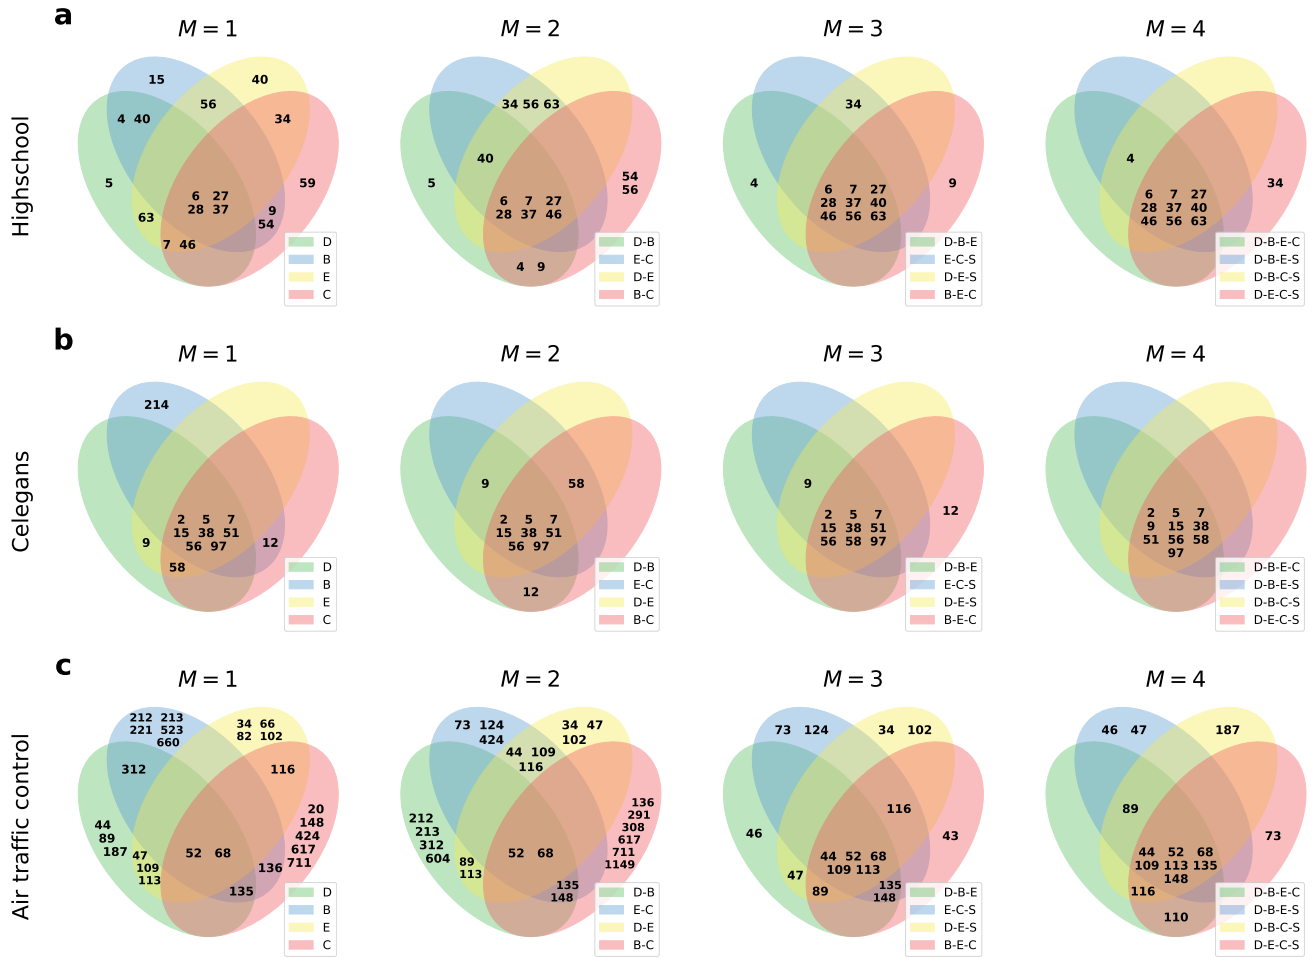 a
M = 1
M = 2
M = 3
M = 4
Highschool
15
40
56
4 40
34
5
59
6 27
28 37
63
9
54
7 46
D
B
E
C
34 56 63
40
5
54
56
6 7 27
28 37 46
4 9
D-B
E-C
D-E
B-C
34
4
9
6 7 27
28 37 40
46 56 63
D-B-E
E-C-S
D-E-S
B-E-C
4
34
6 7 27
28 37 40
46 56 63
D-B-E-C
D-B-E-S
D-B-C-S
D-E-C-S
b
M = 1
M = 2
M = 3
M = 4
Celegans
214
2 5 7
15 38 51
56 97
9
12
58
D
B
E
C
9
58
2 5 7
15 38 51
56 97
12
D-B
E-C
D-E
B-C
9
12
2 5 7
15 38 51
56 58 97
D-B-E
E-C-S
D-E-S
B-E-C
2 5 7
9 15 38
51 56 58
97
D-B-E-C
D-B-E-S
D-B-C-S
D-E-C-S
c
M = 1
M = 2
M = 3
M = 4
Air traffic control
212 213
221 523
660
34 66
82 102
312
116
44
89
187
20
148
424
617
711
47
109
113
52 68
136
135
D
B
E
C
73 124
424
34 47
102
44 109
116
212
213
312
604
136
291
308
617
711
1149
89
113
52 68
135
148
D-B
E-C
D-E
B-C
73 124
34 102
116
46
43
44 52 68
109 113
47
89
135
148
D-B-E
E-C-S
D-E-S
B-E-C
46 47
187
89
73
44 52 68
109 113 135
148
116
110
D-B-E-C
D-B-E-S
D-B-C-S
D-E-C-S